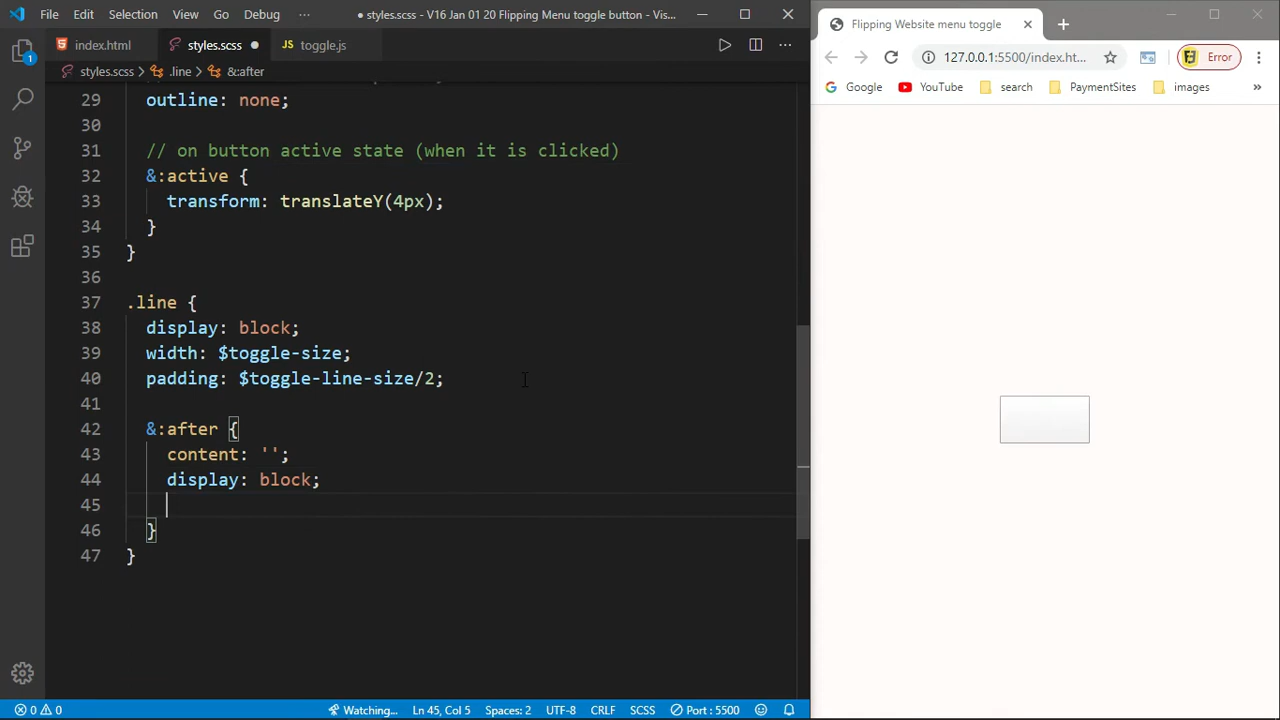 File Edit Selection View Go Debug ··· ● styles.scss - V16 Jan 01 20 Flipping Menu toggle button - Vis...
index.html styles.scss ● JS toggle.js
styles.scss > .line > &:after
29 outline: none;
30
31 // on button active state (when it is clicked)
32 &:active {
33 transform: translateY(4px);
34 }
35 }
36
37 .line {
38 display: block;
39 width: $toggle-size;
40 padding: $toggle-line-size/2;
41
42 &:after {
43 content: '';
44 display: block;
45
46 }
47 }
1
0 0 Watching... Ln 45, Col 5 Spaces: 2 UTF-8 CRLF SCSS Port : 5500
Flipping Website menu toggle
127.0.0.1:5500/index.ht... Error
Google YouTube search PaymentSites images »